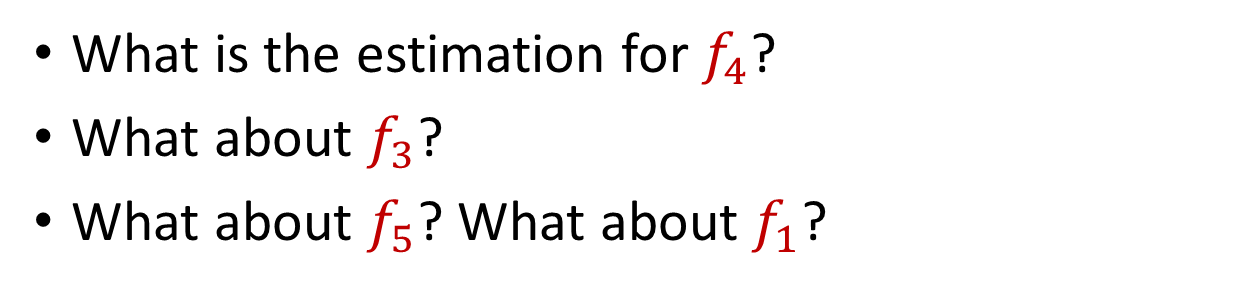 • What is the estimation for f₄?
• What about f₃?
• What about f₅? What about f₁?